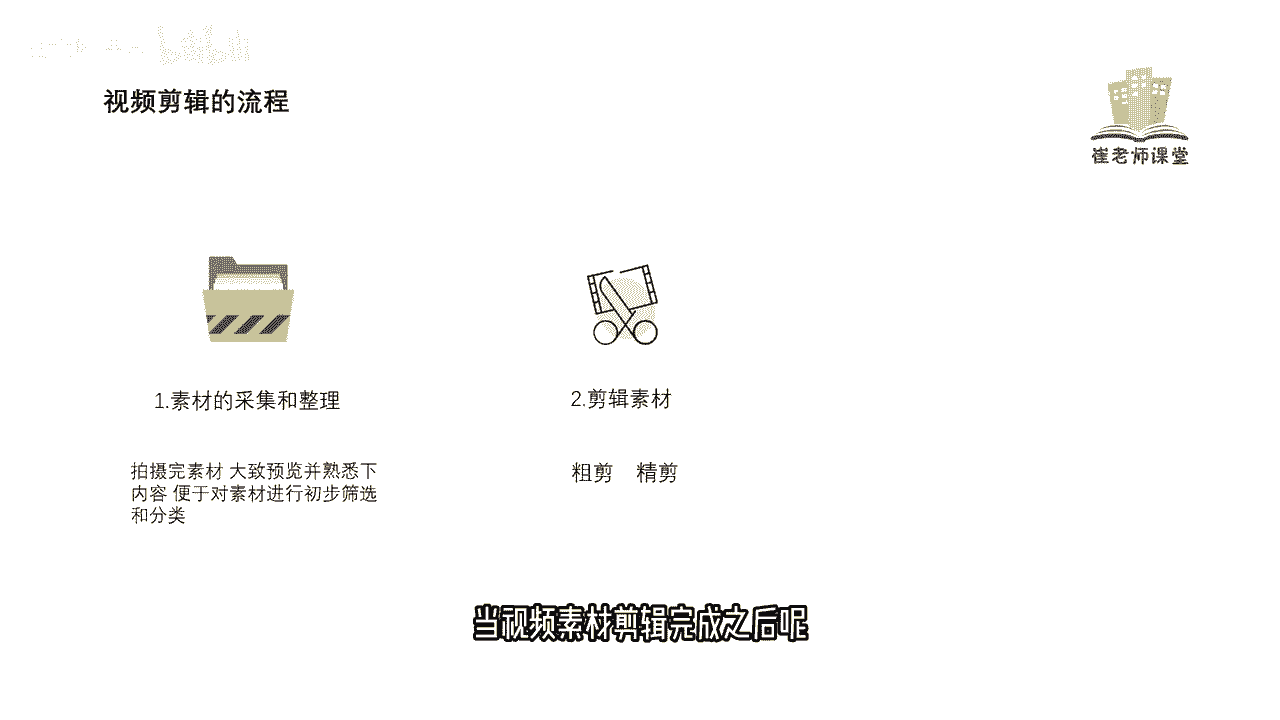 视频剪辑的流程
崔老师课堂
1.素材的采集和整理
2.剪辑素材
拍摄完素材 大致预览并熟悉下
内容 便于对素材进行初步筛选
和分类
粗剪 精剪
当视频素材剪辑完成之后呢